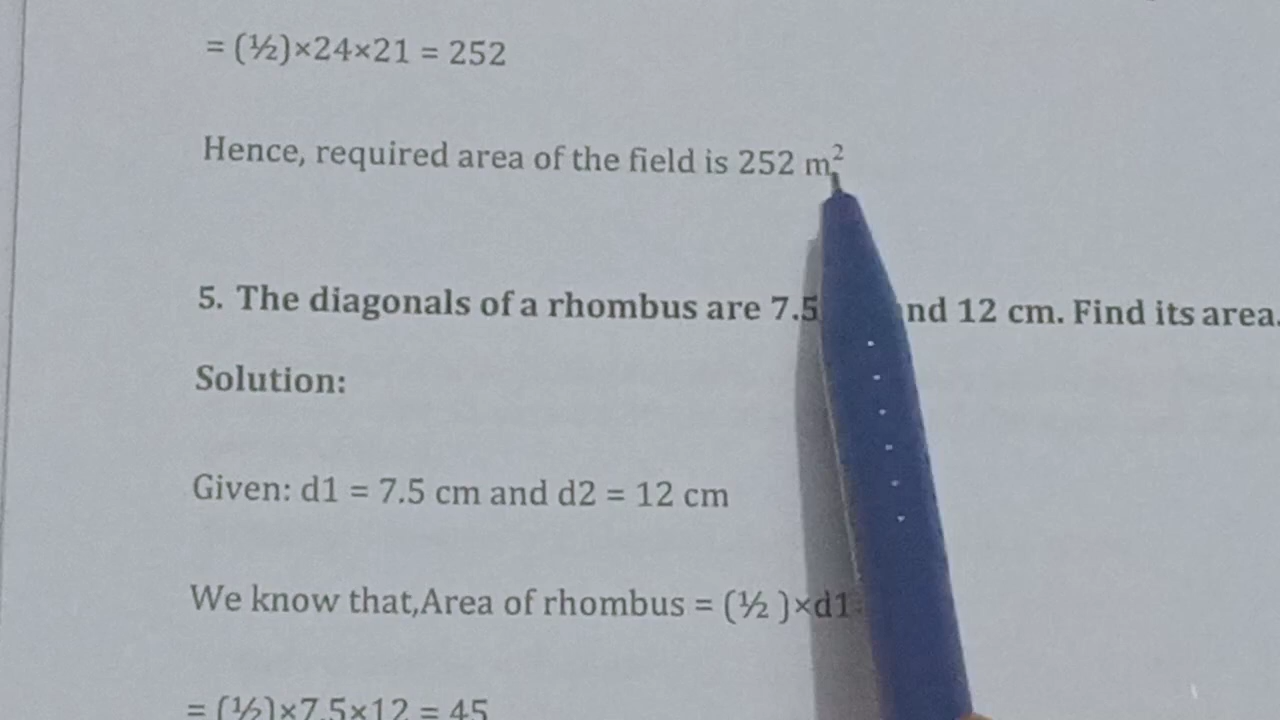 = (½)×24×21 = 252
Hence, required area of the field is 252 m²
5. The diagonals of a rhombus are 7.5 nd 12 cm. Find its area.
Solution:
Given: d1 = 7.5 cm and d2 = 12 cm
We know that,Area of rhombus = (½ )×d1
= (½)×7.5×12 = 45